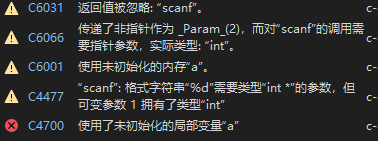 C6031 返回值被忽略: “scanf”。 c-
C6066 传递了非指针作为 _Param_(2)，而对“scanf”的调用需
要指针参数，实际类型: “int”。 c-
C6001 使用未初始化的内存“a”。 c-
C4477 “scanf”: 格式字符串“%d”需要类型“int *”的参数，但
可变参数 1 拥有了类型“int” c-
C4700 使用了未初始化的局部变量“a” c-